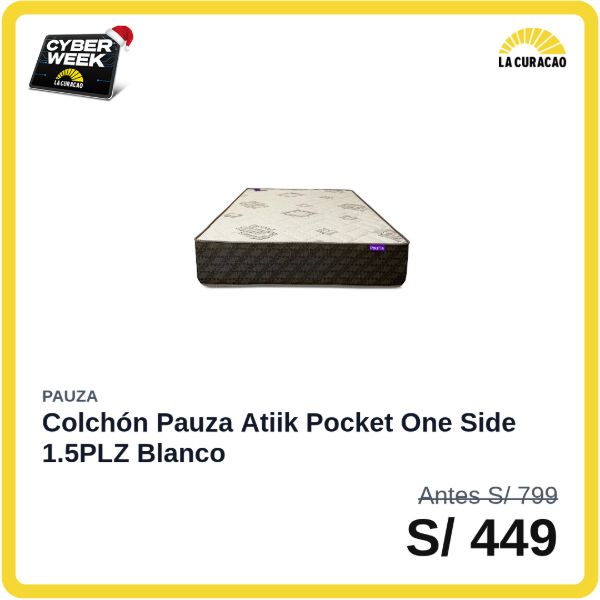 CYBER
WEEK
LA CURACAO
LA CURACAO
Pauza
PAUZA
Colchón Pauza Atiik Pocket One Side
1.5PLZ Blanco
Antes S/ 799
S/ 449